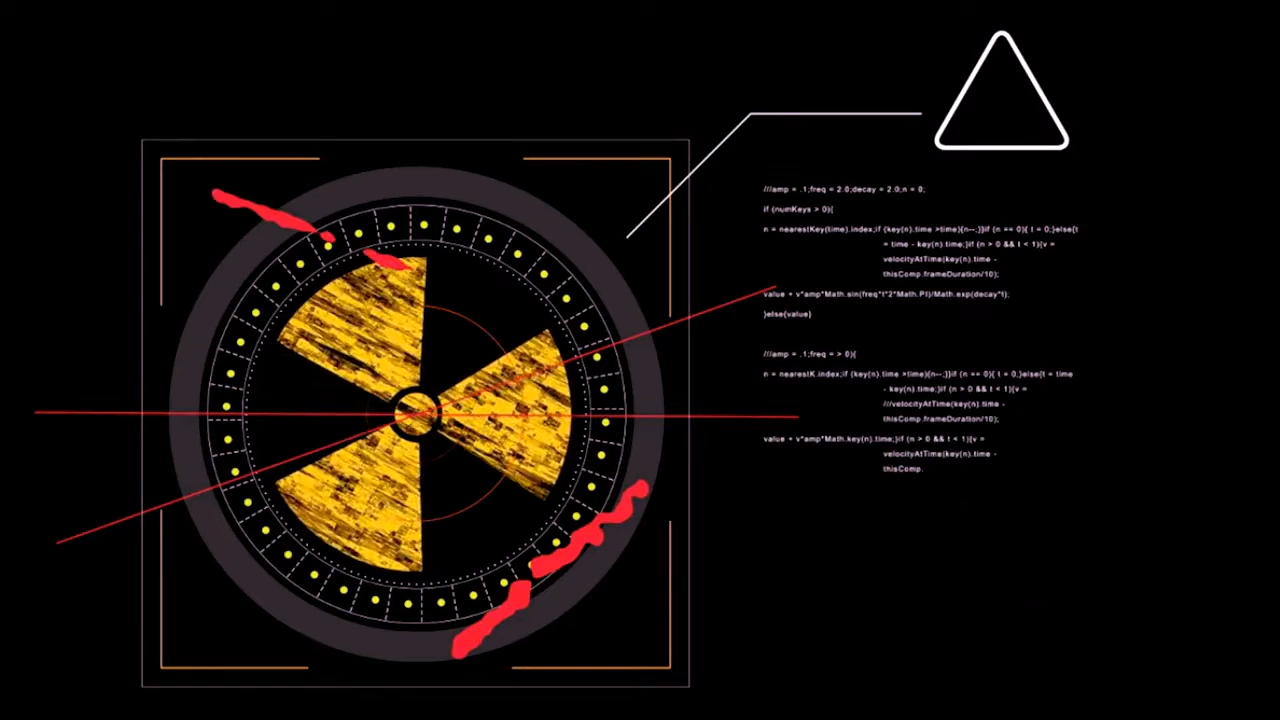 ///amp = .1;freq = 2.0;decay = 2.0;n = 0;
if (numKeys > 0){
n = nearestKey(time).index;if (key(n).time >time){n--;}}if (n == 0){ t = 0;}else{t
= time - key(n).time;}if (n > 0 && t < 1){v =
velocityAtTime(key(n).time -
thisComp.frameDuration/10);
value + v*amp*Math.sin(freq*t*2*Math.PI)/Math.exp(decay*t);
}else{value}
///amp = .1;freq = > 0){
n = nearestK.index;if (key(n).time >time){n--;}}if (n == 0){ t = 0;}else{t = time
- key(n).time;}if (n > 0 && t < 1){v =
///velocityAtTime(key(n).time -
thisComp.frameDuration/10);
value + v*amp*Math.key(n).time;}if (n > 0 && t < 1){v =
velocityAtTime(key(n).time -
thisComp.